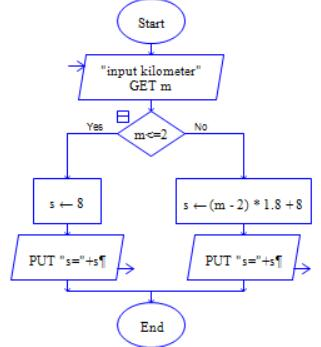 Start
"input kilometer"
GET m
Yes
m<=2
No
s ← 8
s ← (m - 2) * 1.8 + 8
PUT "s="+s¶
PUT "s="+s¶
End